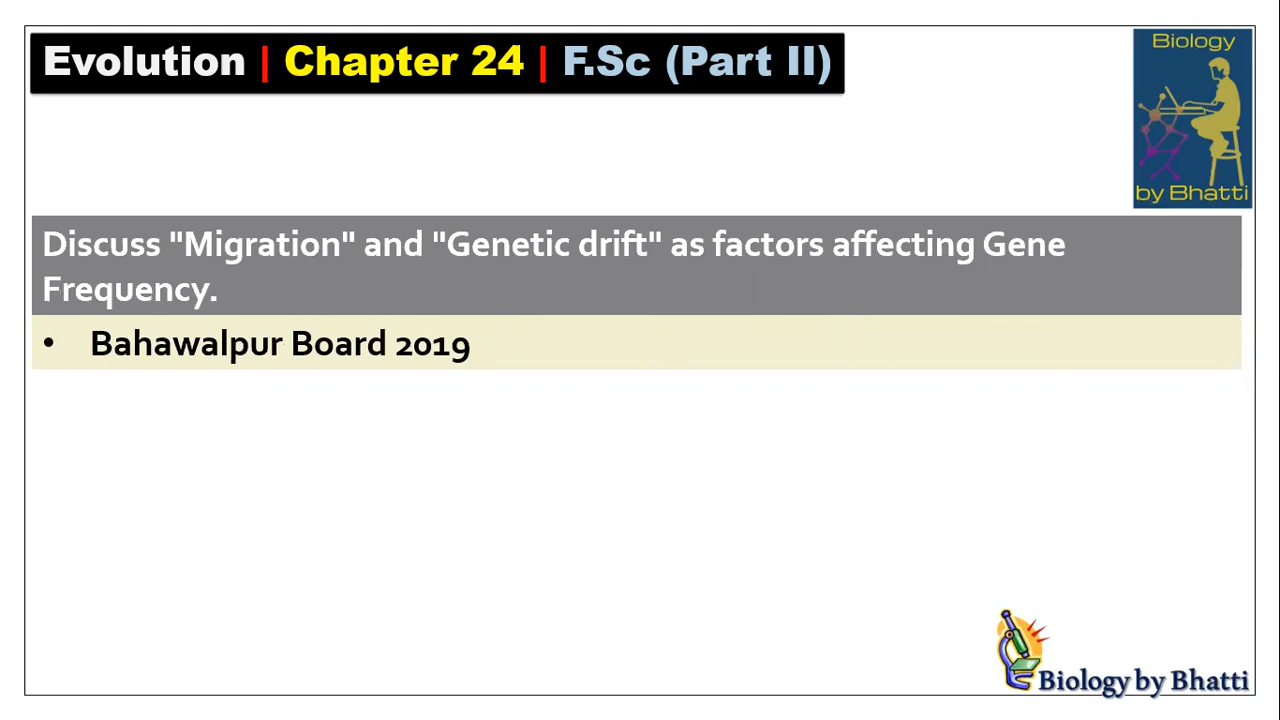 Evolution | Chapter 24 | F.Sc (Part II)
Biology
by Bhatti
Discuss "Migration" and "Genetic drift" as factors affecting Gene
Frequency.
• Bahawalpur Board 2019
Biology by Bhatti